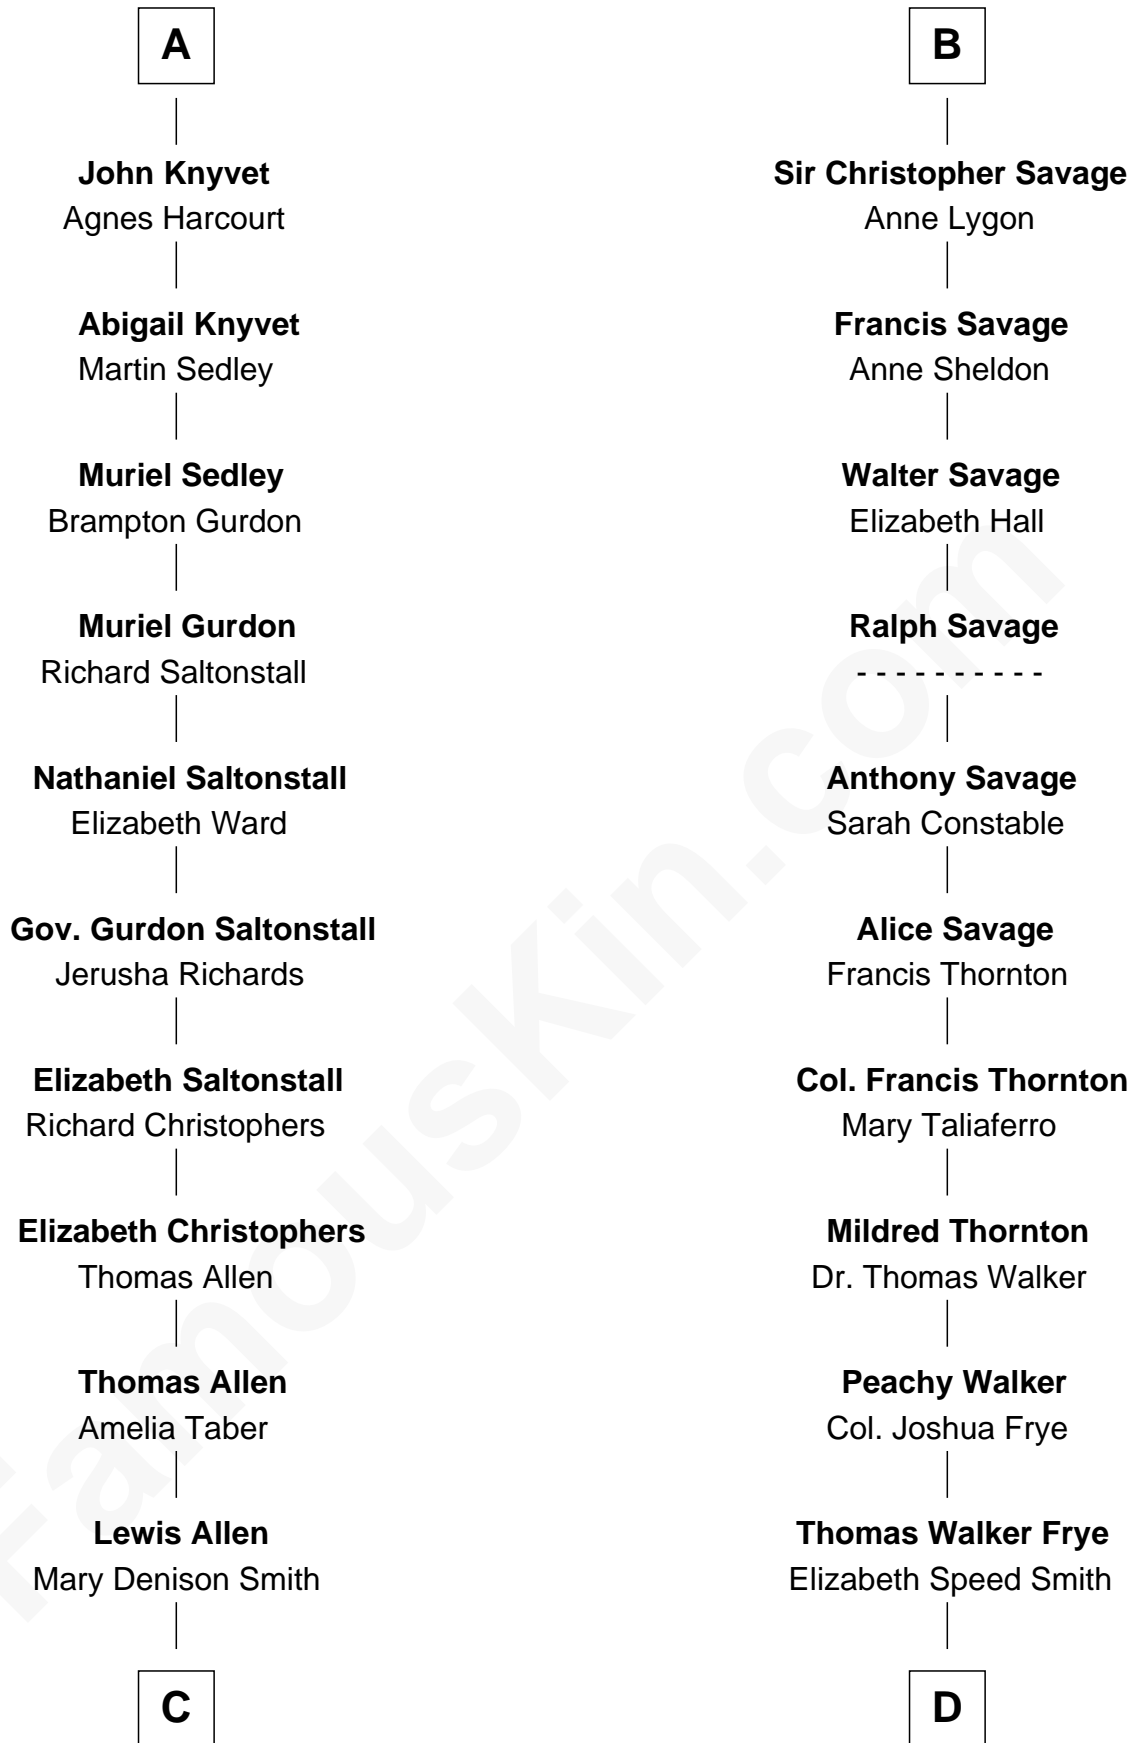 A
John Knyvet
Agnes Harcourt
Abigail Knyvet
Martin Sedley
Muriel Sedley
Brampton Gurdon
Muriel Gurdon
Richard Saltonstall
Nathaniel Saltonstall
Elizabeth Ward
Gov. Gurdon Saltonstall
Jerusha Richards
Elizabeth Saltonstall
Richard Christophers
Elizabeth Christophers
Thomas Allen
Thomas Allen
Amelia Taber
Lewis Allen
Mary Denison Smith
C
B
Sir Christopher Savage
Anne Lygon
Francis Savage
Anne Sheldon
Walter Savage
Elizabeth Hall
Ralph Savage
- - - - - - - - - -
Anthony Savage
Sarah Constable
Alice Savage
Francis Thornton
Col. Francis Thornton
Mary Taliaferro
Mildred Thornton
Dr. Thomas Walker
Peachy Walker
Col. Joshua Frye
Thomas Walker Frye
Elizabeth Speed Smith
D
FamousKin.com